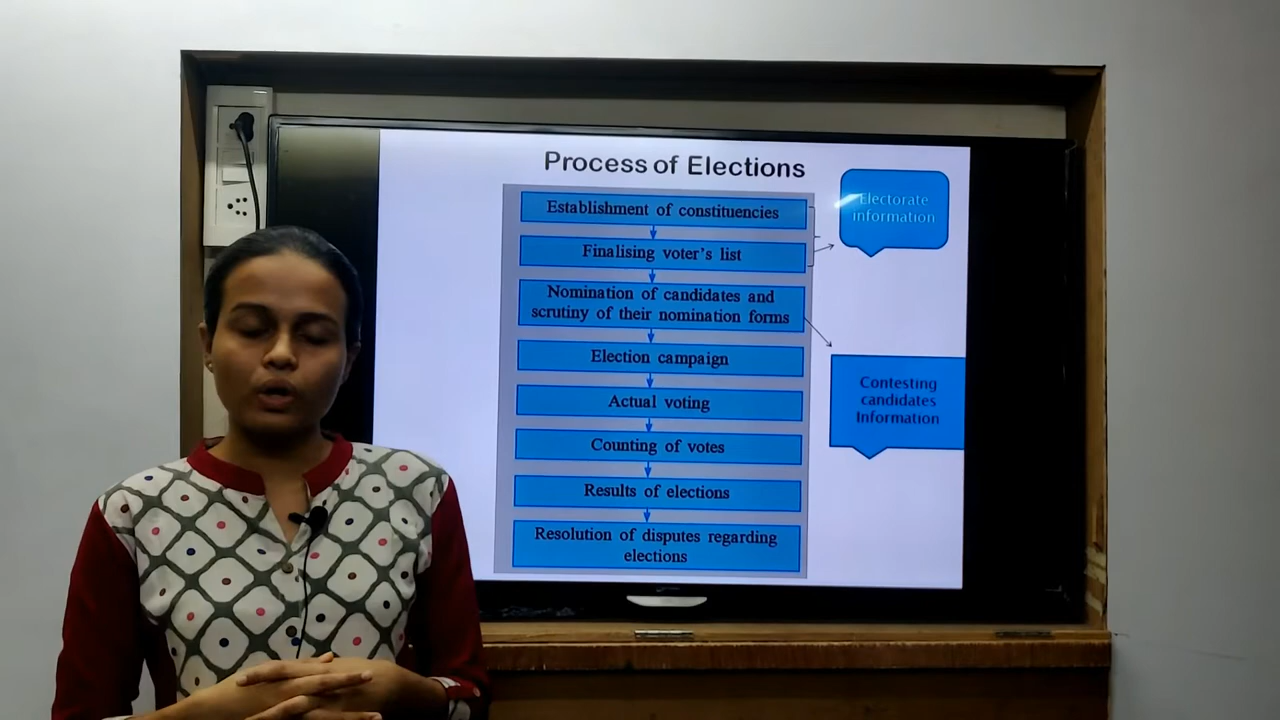 Process of Elections
Establishment of constituencies
Finalising voter's list
Nomination of candidates and
scrutiny of their nomination forms
Election campaign
Actual voting
Counting of votes
Results of elections
Resolution of disputes regarding
elections
Electorate
information
Contesting
candidates
Information